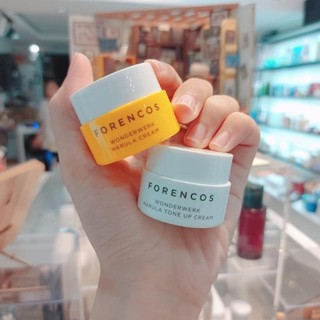 FORENCOS
WONDERWERK
MARULA CREAM
FORENCOS
WONDERWERK
MARULA TONE UP CREAM